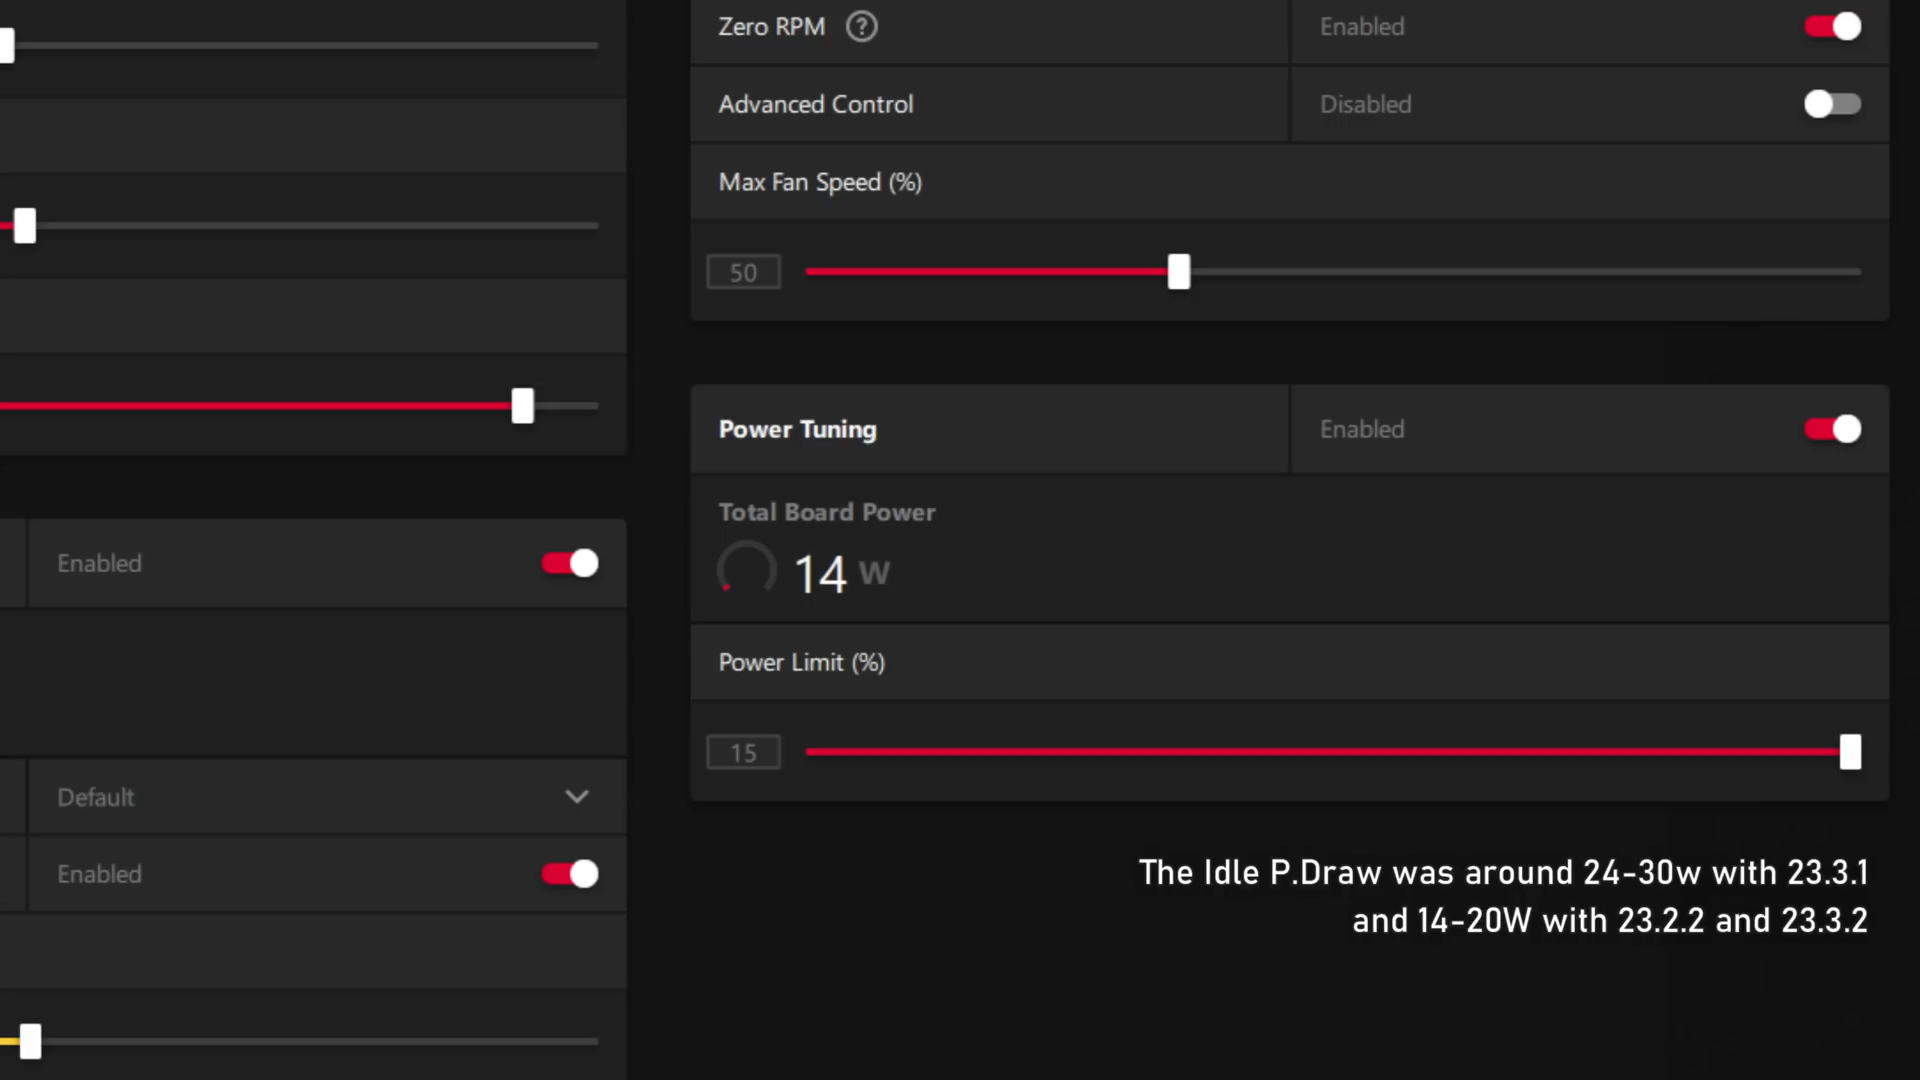 Zero RPM ? Enabled
Advanced Control Disabled
Max Fan Speed (%)
50
Power Tuning Enabled
Total Board Power
14 W
Power Limit (%)
15
Enabled
Default
Enabled
The Idle P.Draw was around 24-30w with 23.3.1
and 14-20W with 23.2.2 and 23.3.2